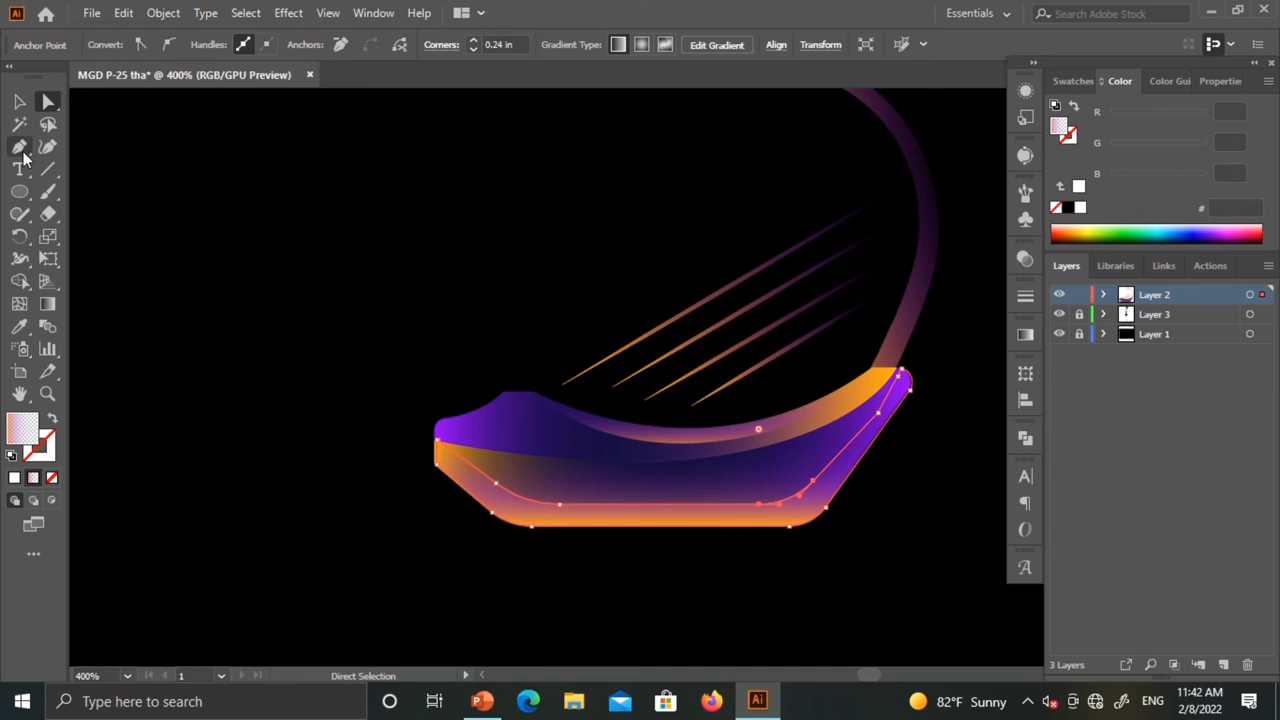 Ai File Edit Object Type Select Effect View Window Help Essentials Search Adobe Stock
Anchor Point Convert: Handles: Anchors: Corners: 0.24 in Gradient Type: Edit Gradient Align Transform
MGD P-25 tha* @ 400% (RGB/GPU Preview)
Swatches Color Color Gui Properties
R
G
B
#
Layers Libraries Links Actions
Layer 2
Layer 3
Layer 1
400% 1 Direct Selection 3 Layers
Type here to search 82°F Sunny ENG 11:42 AM
2/8/2022